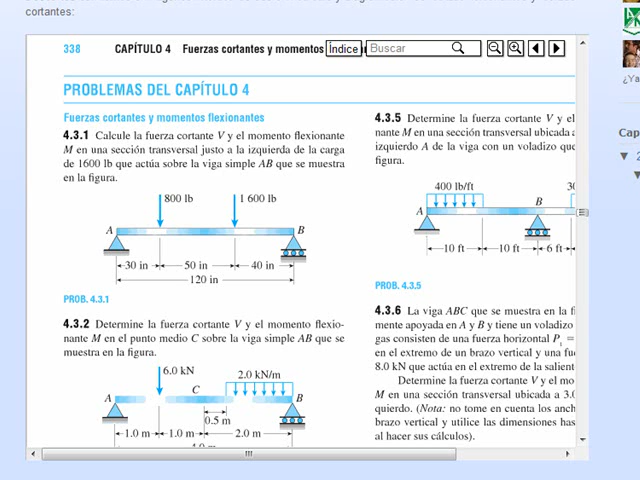 cortantes:
338 CAPÍTULO 4 Fuerzas cortantes y momentos
Índice
Buscar
PROBLEMAS DEL CAPÍTULO 4
Fuerzas cortantes y momentos flexionantes
4.3.1 Calcule la fuerza cortante V y el momento flexionante
M en una sección transversal justo a la izquierda de la carga
de 1600 lb que actúa sobre la viga simple AB que se muestra
en la figura.
800 lb
1 600 lb
A
B
30 in
50 in
40 in
120 in
PROB. 4.3.1
4.3.2 Determine la fuerza cortante V y el momento flexio-
nante M en el punto medio C sobre la viga simple AB que se
muestra en la figura.
6.0 kN
2.0 kN/m
A
C
B
0.5 m
1.0 m
1.0 m
2.0 m
4.3.5 Determine la fuerza cortante V y el
nante M en una sección transversal ubicada a
izquierdo A de la viga con un voladizo que
figura.
400 lb/ft
A
B
10 ft
10 ft
6 ft
PROB. 4.3.5
4.3.6 La viga ABC que se muestra en la fi
mente apoyada en A y B y tiene un voladizo
gas consisten de una fuerza horizontal P1 =
en el extremo de un brazo vertical y una fue
8.0 kN que actúa en el extremo de la salient
Determine la fuerza cortante V y el mo
M en una sección transversal ubicada a 3.0
quierdo. (Nota: no tome en cuenta los anch
brazo vertical y utilice las dimensiones has
al hacer sus cálculos).
¿Ya
Cap